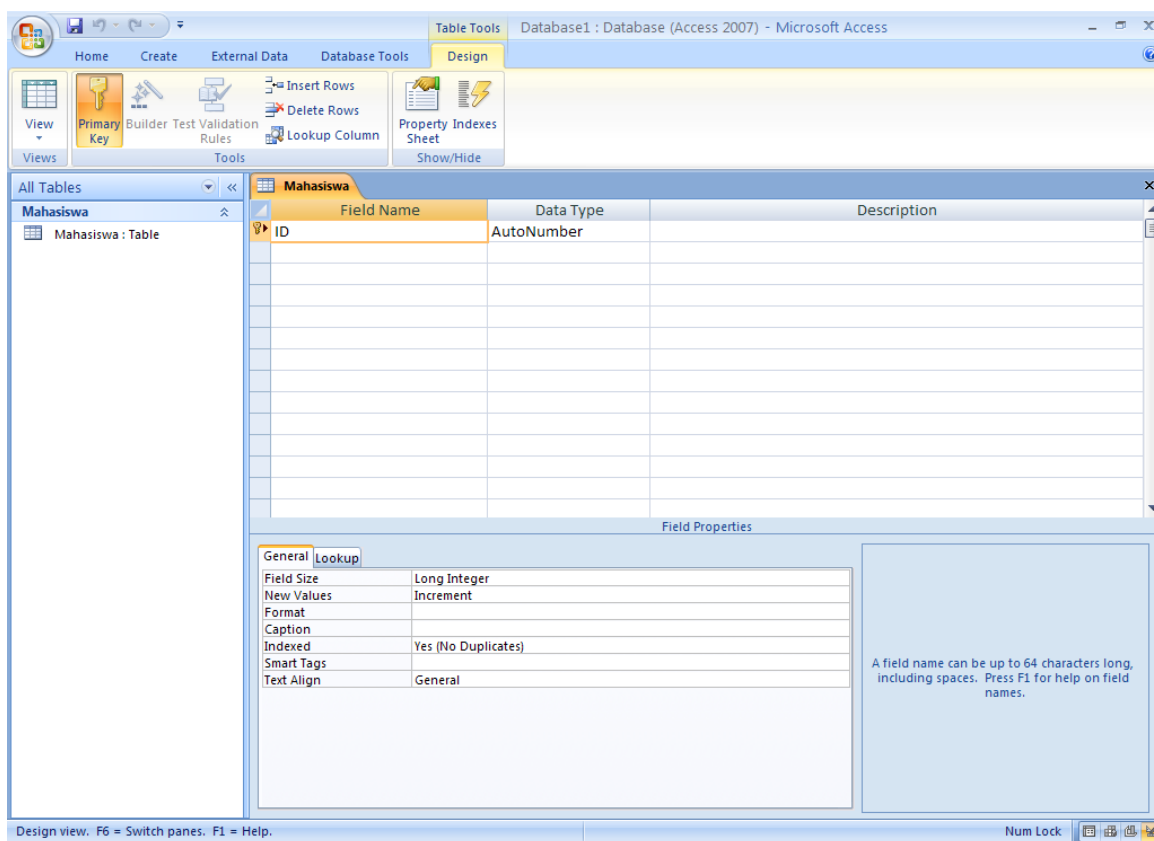 Table Tools Database1 : Database (Access 2007) - Microsoft Access
Home Create External Data Database Tools Design
View
Views
Primary Key
Builder
Test Validation Rules
Insert Rows
Delete Rows
Lookup Column
Tools
Property Sheet
Indexes
Show/Hide
All Tables
Mahasiswa
Mahasiswa : Table
Mahasiswa
Field Name Data Type Description
ID AutoNumber
Field Properties
General Lookup
Field Size Long Integer
New Values Increment
Format
Caption
Indexed Yes (No Duplicates)
Smart Tags
Text Align General
A field name can be up to 64 characters long,
including spaces. Press F1 for help on field
names.
Design view. F6 = Switch panes. F1 = Help.
Num Lock